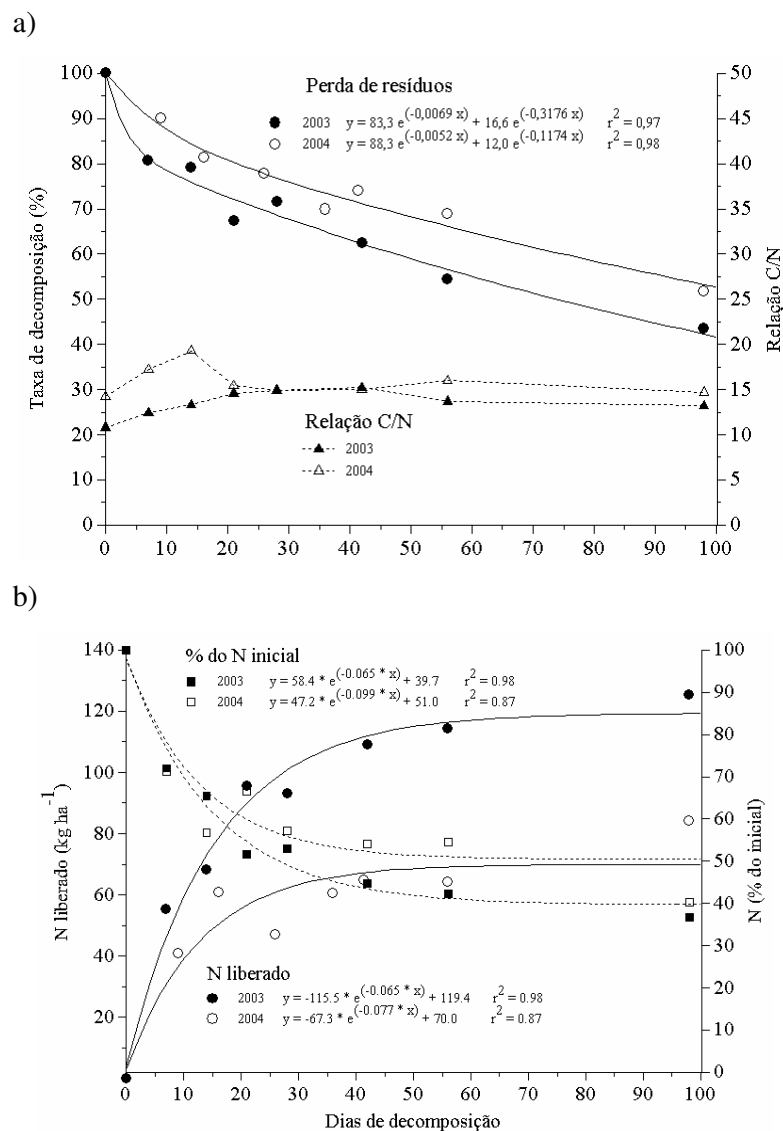 a)
Perda de resíduos
2003 y = 83,3 e^(-0,0069 x) + 16,6 e^(-0,3176 x) r^2 = 0,97
2004 y = 88,3 e^(-0,0052 x) + 12,0 e^(-0,1174 x) r^2 = 0,98
Taxa de decomposição (%)
100
90
80
70
60
50
40
30
20
10
0
Relação C/N
50
45
40
35
30
25
20
15
10
5
0
Relação C/N
2003
2004
0 10 20 30 40 50 60 70 80 90 100
b)
% do N inicial
2003 y = 58.4 * e^(-0.065 * x) + 39.7 r^2 = 0.98
2004 y = 47.2 * e^(-0.099 * x) + 51.0 r^2 = 0.87
N liberado (kg ha^-1)
140
120
100
80
60
40
20
N (% do inicial)
100
90
80
70
60
50
40
30
20
10
0
N liberado
2003 y = -115.5 * e^(-0.065 * x) + 119.4 r^2 = 0.98
2004 y = -67.3 * e^(-0.077 * x) + 70.0 r^2 = 0.87
0 10 20 30 40 50 60 70 80 90 100
Dias de decomposição